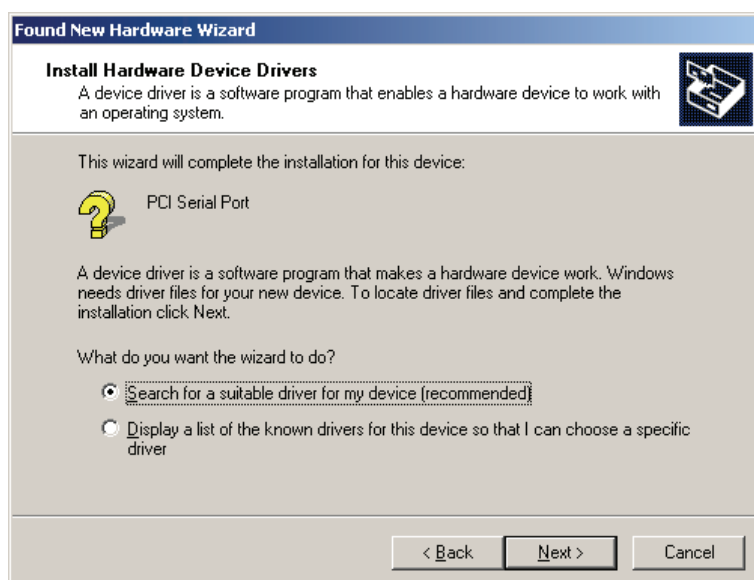 Found New Hardware Wizard
Install Hardware Device Drivers
A device driver is a software program that enables a hardware device to work with
an operating system.
This wizard will complete the installation for this device:
PCI Serial Port
A device driver is a software program that makes a hardware device work. Windows
needs driver files for your new device. To locate driver files and complete the
installation click Next.
What do you want the wizard to do?
Search for a suitable driver for my device (recommended)
Display a list of the known drivers for this device so that I can choose a specific
driver
< Back Next > Cancel